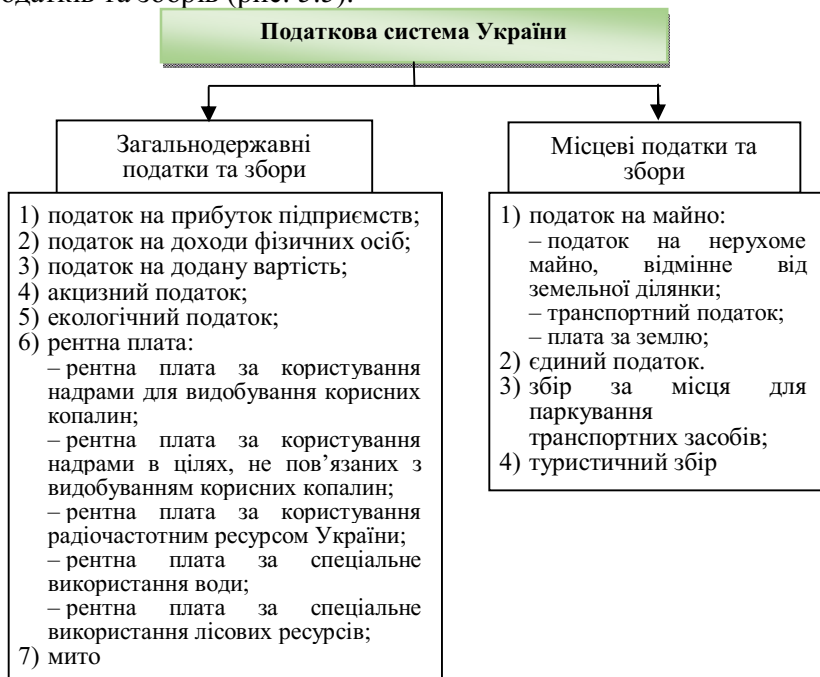 одатків та зборів (рис. 5.5).
Податкова система України
Загальнодержавні
податки та збори
1) податок на прибуток підприємств;
2) податок на доходи фізичних осіб;
3) податок на додану вартість;
4) акцизний податок;
5) екологічний податок;
6) рентна плата:
– рентна плата за користування
надрами для видобування корисних
копалин;
– рентна плата за користування
надрами в цілях, не пов’язаних з
видобуванням корисних копалин;
– рентна плата за користування
радіочастотним ресурсом України;
– рентна плата за спеціальне
використання води;
– рентна плата за спеціальне
використання лісових ресурсів;
7) мито
Місцеві податки та
збори
1) податок на майно:
– податок на нерухоме
майно, відмінне від
земельної ділянки;
– транспортний податок;
– плата за землю;
2) єдиний податок.
3) збір за місця для
паркування
транспортних засобів;
4) туристичний збір